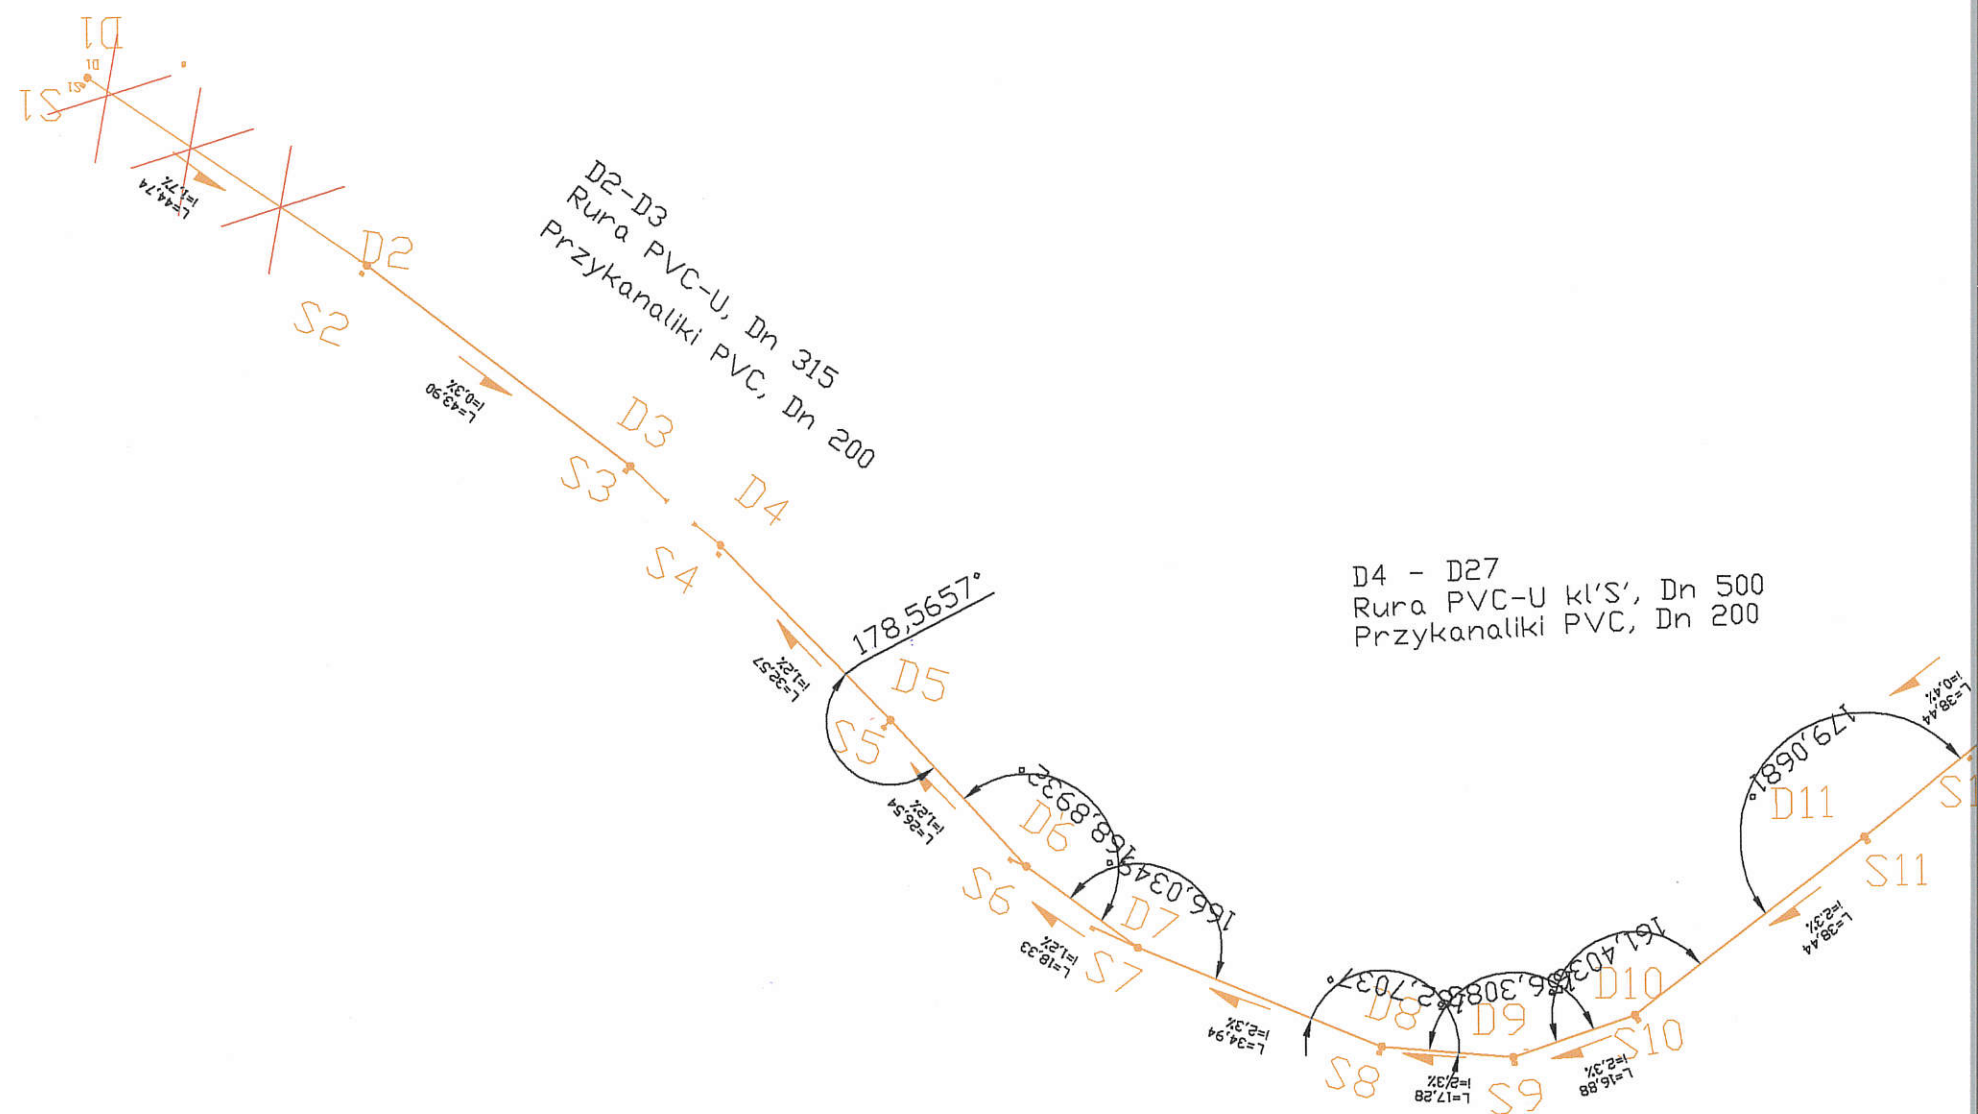 D1
D1
S1
S1
L=44,74
i=1,7%
D2
S2
D2-D3
Rura PVC-U, Dn 315
Przykanaliki PVC, Dn 200
L=43,90
i=0,3%
D3
S3
D4
S4
178,5657°
L=32,57
i=1,2%
D5
S5
D4 - D27
Rura PVC-U kl'S', Dn 500
Przykanaliki PVC, Dn 200
L=26,54
i=1,2%
D6
S6
L=18,33
i=1,2%
D7
S7
L=34,94
i=2,3%
D8
S8
L=17,28
i=2,3%
D9
S9
L=16,88
i=2,3%
161,403
D10
S10
L=38,44
i=2,3%
179,0681°
D11
S11
L=38,44
i=0,4%